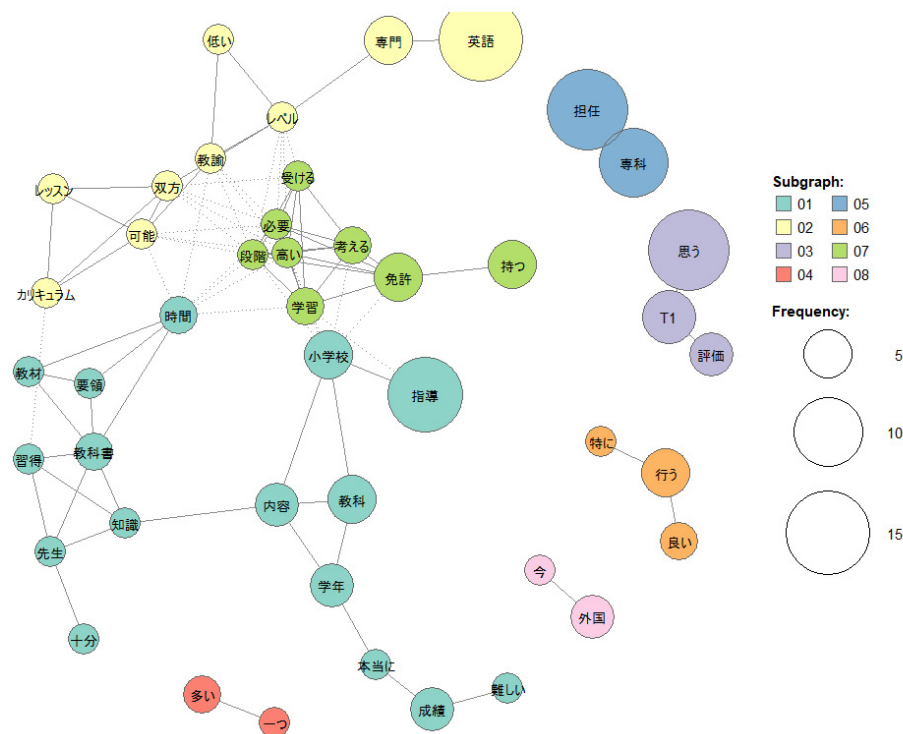 低い
専門
英語
担任
レベル
教諭
専科
受ける
レッスン
双方
必要
可能
考える
段階
高い
持つ
免許
思う
カリキュラム
学習
時間
T1
小学校
評価
教材
要領
指導
特に
教科書
習得
行う
内容
教科
知識
良い
先生
今
学年
外国
十分
本当に
難しい
多い
成績
一つ
Subgraph:
01 05
02 06
03 07
04 08
Frequency:
5
10
15